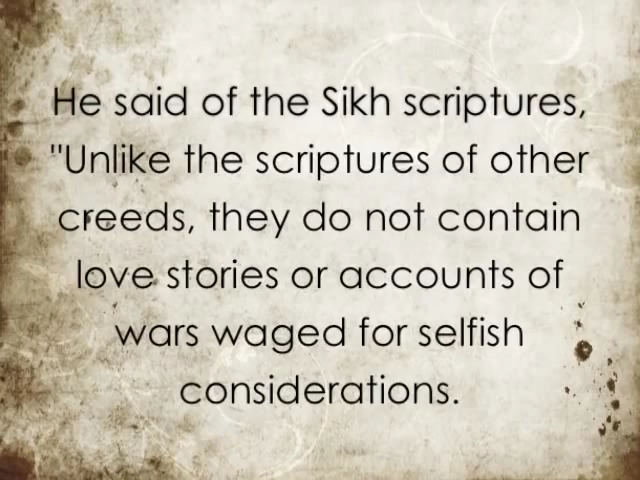 He said of the Sikh scriptures,
"Unlike the scriptures of other
creeds, they do not contain
love stories or accounts of
wars waged for selfish
considerations.